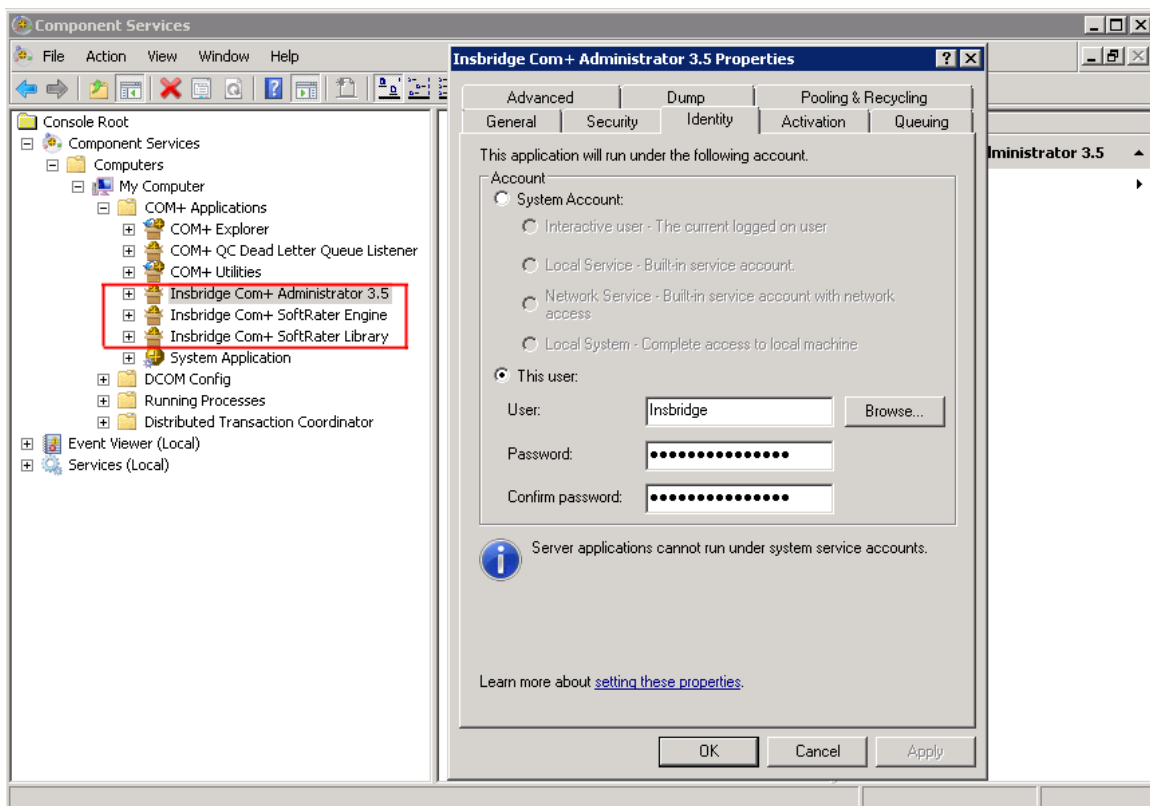 Component Services
File Action View Window Help
Console Root
Component Services
Computers
My Computer
COM+ Applications
COM+ Explorer
COM+ QC Dead Letter Queue Listener
COM+ Utilities
Insbridge Com+ Administrator 3.5
Insbridge Com+ SoftRater Engine
Insbridge Com+ SoftRater Library
System Application
DCOM Config
Running Processes
Distributed Transaction Coordinator
Event Viewer (Local)
Services (Local)
Insbridge Com+ Administrator 3.5 Properties
Advanced Dump Pooling & Recycling
General Security Identity Activation Queuing
This application will run under the following account.
Account
System Account:
Interactive user - The current logged on user
Local Service - Built-in service account.
Network Service - Built-in service account with network
access
Local System - Complete access to local machine
This user:
User: Insbridge Browse...
Password: ●●●●●●●●●●●●●●●
Confirm password: ●●●●●●●●●●●●●●●
Server applications cannot run under system service accounts.
Learn more about setting these properties.
OK Cancel Apply
lministrator 3.5